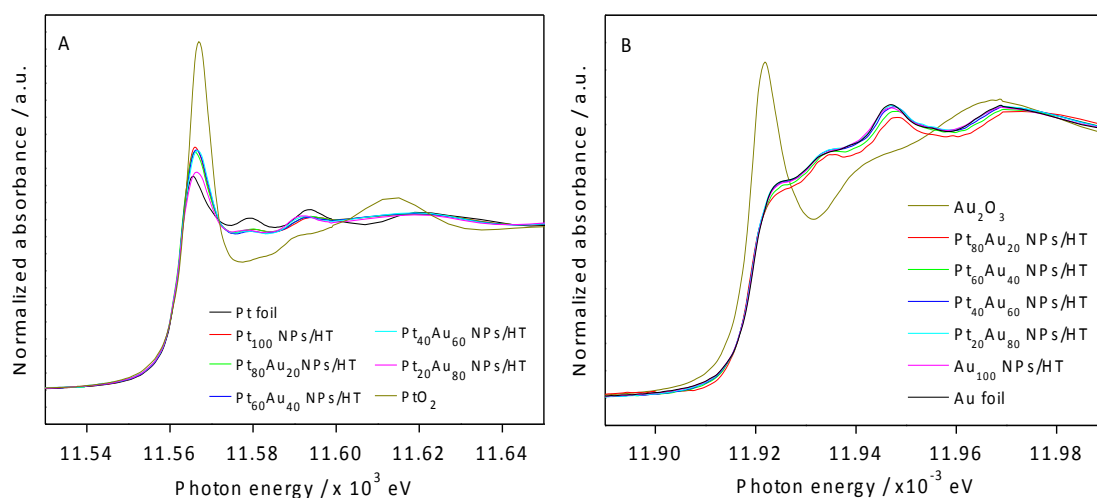 A
Normalized absorbance / a.u.
Pt foil
Pt100 NPs/HT
Pt80Au20NPs/HT
Pt60Au40 NPs/HT
Pt40Au60 NPs/HT
Pt20Au80 NPs/HT
PtO2
11.54 11.56 11.58 11.60 11.62 11.64
Photon energy / x 10³ eV
B
Normalized absorbance / a.u.
Au2O3
Pt80Au20 NPs/HT
Pt60Au40 NPs/HT
Pt40Au60 NPs/HT
Pt20Au80 NPs/HT
Au100 NPs/HT
Au foil
11.90 11.92 11.94 11.96 11.98
Photon energy / x 10⁻³ eV